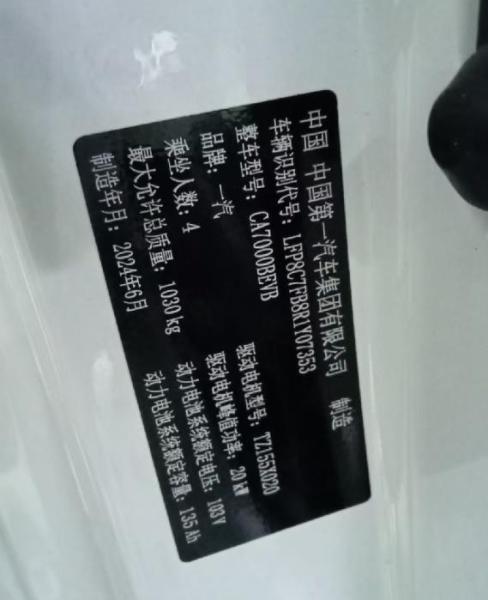 中国 中国第一汽车集团有限公司 制造
车辆识别代号: LFP8C7FB8R1Y07353
整车型号: CA7000BEVB 驱动电机型号: TZ155X020
品牌: 一汽 驱动电机峰值功率: 20 kW
乘坐人数: 4 动力电池系统额定电压: 103V
最大允许总质量: 1030 kg 动力电池系统额定容量: 135 Ah
制造年月: 2024年6月